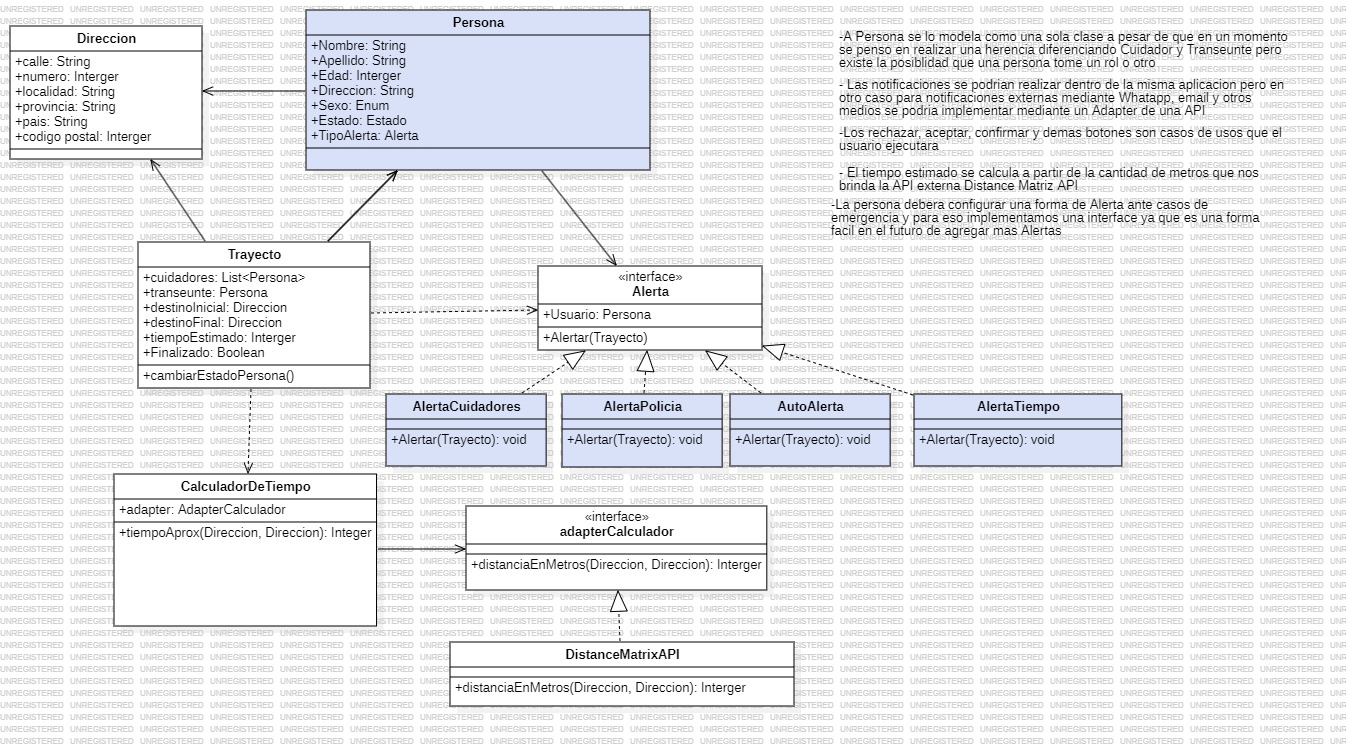 Direccion
+calle: String
+numero: Interger
+localidad: String
+provincia: String
+pais: String
+codigo postal: Interger
Persona
+Nombre: String
+Apellido: String
+Edad: Interger
+Direccion: String
+Sexo: Enum
+Estado: Estado
+TipoAlerta: Alerta
-A Persona se lo modela como una sola clase a pesar de que en un momento
se penso en realizar una herencia diferenciando Cuidador y Transeunte pero
existe la posiblidad que una persona tome un rol o otro
- Las notificaciones se podrian realizar dentro de la misma aplicacion pero en
otro caso para notificaciones externas mediante Whatapp, email y otros
medios se podria implementar mediante un Adapter de una API
-Los rechazar, aceptar, confirmar y demas botones son casos de usos que el
usuario ejecutara
- El tiempo estimado se calcula a partir de la cantidad de metros que nos
brinda la API externa Distance Matriz API
-La persona debera configurar una forma de Alerta ante casos de
emergencia y para eso implementamos una interface ya que es una forma
facil en el futuro de agregar mas Alertas
Trayecto
+cuidadores: List<Persona>
+transeunte: Persona
+destinoInicial: Direccion
+destinoFinal: Direccion
+tiempoEstimado: Interger
+Finalizado: Boolean
+cambiarEstadoPersona()
«interface»
Alerta
+Usuario: Persona
+Alertar(Trayecto)
AlertaCuidadores
+Alertar(Trayecto): void
AlertaPolicia
+Alertar(Trayecto): void
AutoAlerta
+Alertar(Trayecto): void
AlertaTiempo
+Alertar(Trayecto): void
CalculadorDeTiempo
+adapter: AdapterCalculador
+tiempoAprox(Direccion, Direccion): Integer
«interface»
adapterCalculador
+distanciaEnMetros(Direccion, Direccion): Interger
DistanceMatrixAPI
+distanciaEnMetros(Direccion, Direccion): Interger